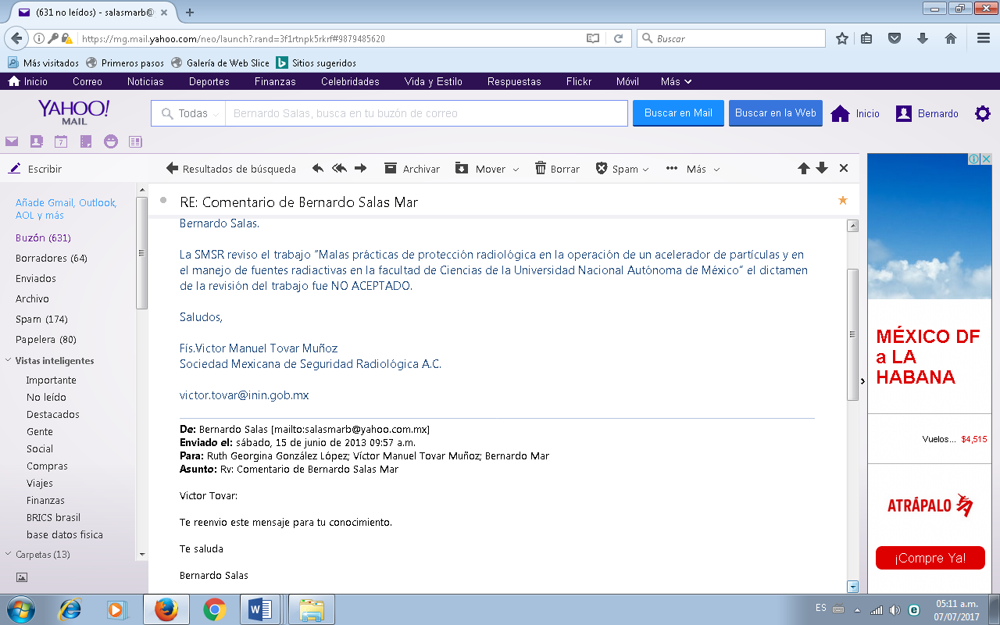 (631 no leídos) - salasmarb@
https://mg.mail.yahoo.com/neo/launch?.rand=3f1rtnpk5rkrf#9879485620
Buscar
Más visitados Primeros pasos Galería de Web Slice Sitios sugeridos
Inicio Correo Noticias Deportes Finanzas Celebridades Vida y Estilo Respuestas Flickr Móvil Más
YAHOO!
MAIL
Todas Bernardo Salas, busca en tu buzón de correo Buscar en Mail Buscar en la Web Inicio Bernardo
7
Escribir Resultados de búsqueda Archivar Mover Borrar Spam Más
Añade Gmail, Outlook,
AOL y más
Buzón (631)
Borradores (64)
Enviados
Archivo
Spam (174)
Papelera (80)
Vistas inteligentes
Importante
No leído
Destacados
Gente
Social
Compras
Viajes
Finanzas
BRICS brasil
base datos fisica
Carpetas (13)
RE: Comentario de Bernardo Salas Mar
Bernardo Salas.
La SMSR reviso el trabajo “Malas prácticas de protección radiológica en la operación de un acelerador de partículas y en
el manejo de fuentes radiactivas en la facultad de Ciencias de la Universidad Nacional Autónoma de México” el dictamen
de la revisión del trabajo fue NO ACEPTADO.
Saludos,
Fís.Victor Manuel Tovar Muñoz
Sociedad Mexicana de Seguridad Radiológica A.C.
victor.tovar@inin.gob.mx
De: Bernardo Salas [mailto:salasmarb@yahoo.com.mx]
Enviado el: sábado, 15 de junio de 2013 09:57 a.m.
Para: Ruth Georgina González López; Víctor Manuel Tovar Muñoz; Bernardo Mar
Asunto: Rv: Comentario de Bernardo Salas Mar
Victor Tovar:
Te reenvio este mensaje para tu conocimiento.
Te saluda
Bernardo Salas
MÉXICO DF
a LA
HABANA
Vuelos... $4,515
ATRÁPALO
¡Compre Ya!
ES 05:11 a.m.
07/07/2017